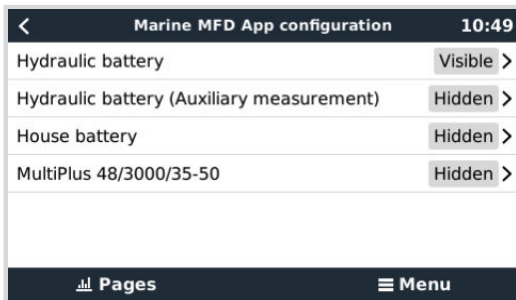 Marine MFD App configuration 10:49
Hydraulic battery Visible
Hydraulic battery (Auxiliary measurement) Hidden
House battery Hidden
MultiPlus 48/3000/35-50 Hidden
Pages Menu